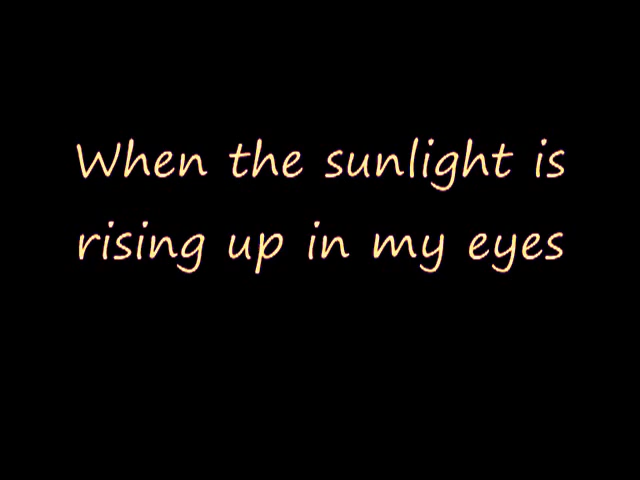 When the sunlight is
rising up in my eyes